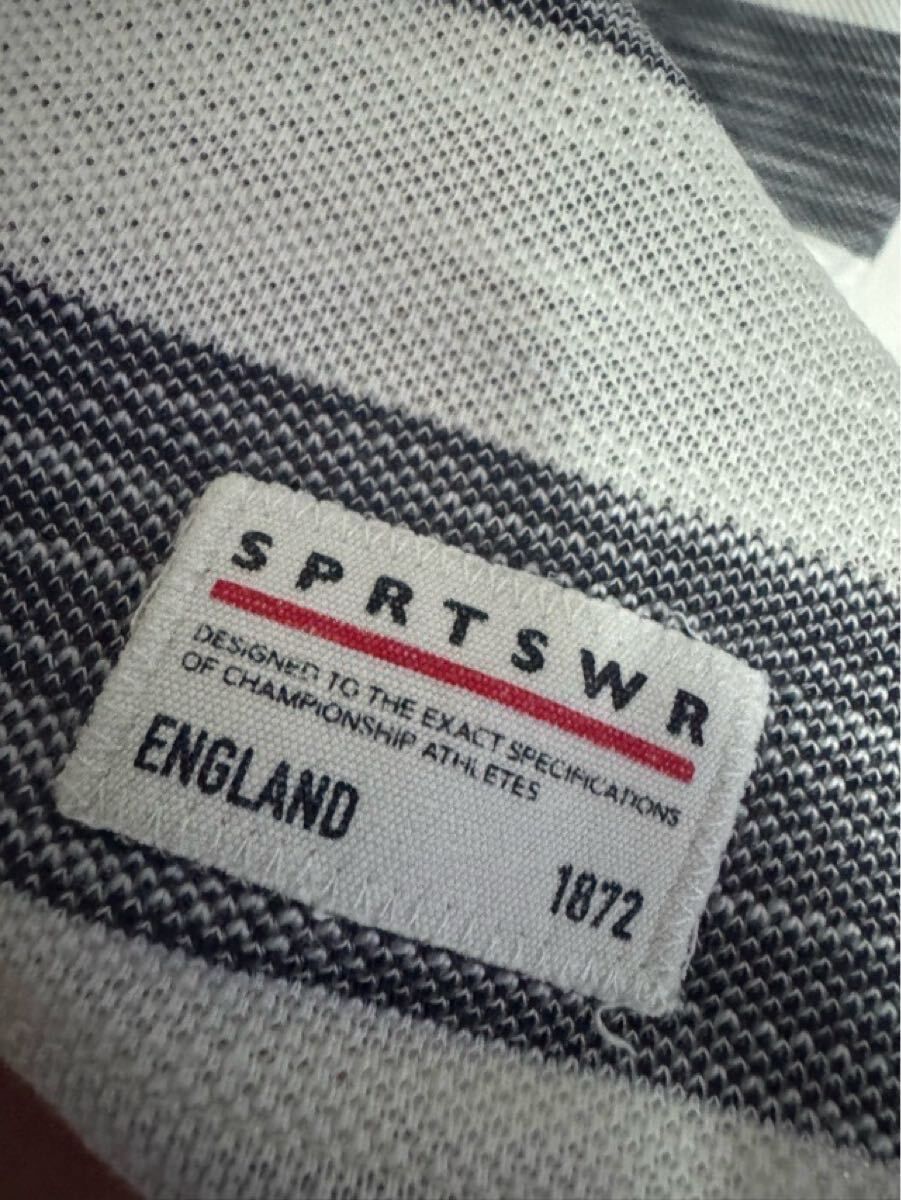 SPRTSWR
DESIGNED TO THE EXACT SPECIFICATIONS
OF CHAMPIONSHIP ATHLETES
ENGLAND
1872